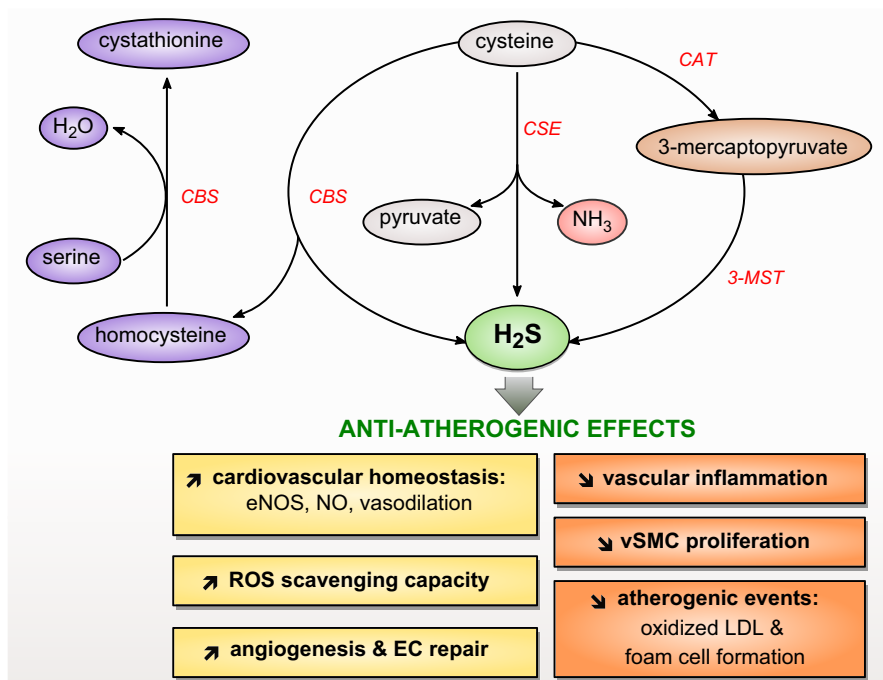 cystathionine
cysteine
CAT
H2O
CSE
3-mercaptopyruvate
CBS
CBS
pyruvate
NH3
serine
3-MST
homocysteine
H2S
ANTI-ATHEROGENIC EFFECTS
↗ cardiovascular homeostasis:
eNOS, NO, vasodilation
↗ ROS scavenging capacity
↗ angiogenesis & EC repair
↘ vascular inflammation
↘ vSMC proliferation
↘ atherogenic events:
oxidized LDL &
foam cell formation